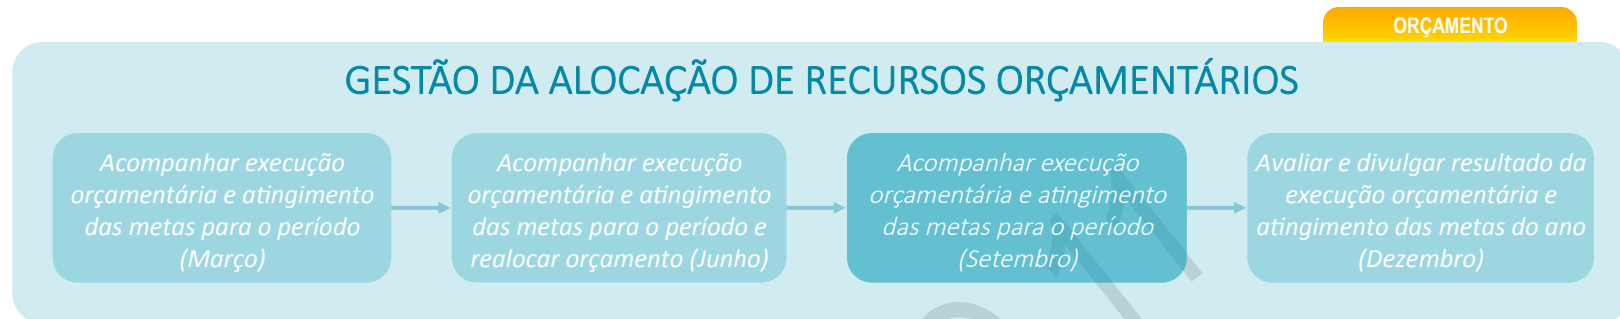 ORÇAMENTO
GESTÃO DA ALOCAÇÃO DE RECURSOS ORÇAMENTÁRIOS
Acompanhar execução
orçamentária e atingimento
das metas para o período
(Março)
Acompanhar execução
orçamentária e atingimento
das metas para o período e
realocar orçamento (Junho)
Acompanhar execução
orçamentária e atingimento
das metas para o período
(Setembro)
Avaliar e divulgar resultado da
execução orçamentária e
atingimento das metas do ano
(Dezembro)